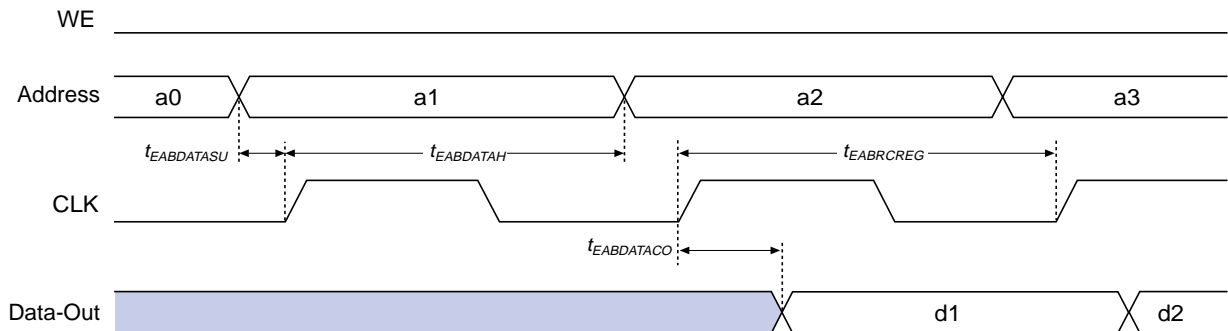 WE
Address a0 a1 a2 a3
tEABDATASU tEABDATAH tEABRCREG
CLK
tEABDATACO
Data-Out d1 d2